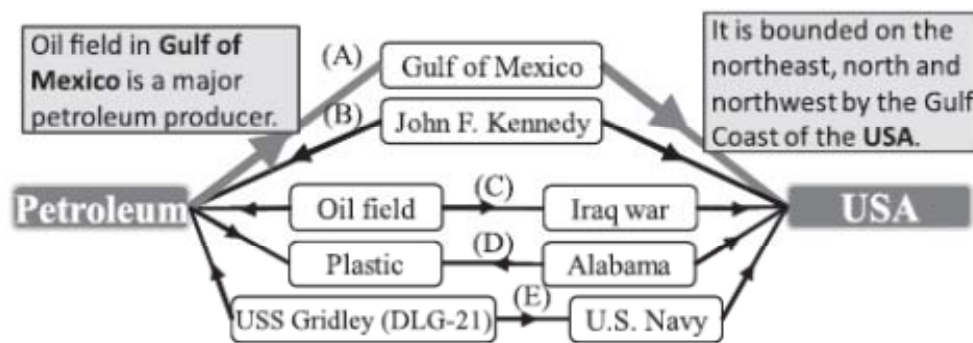 Oil field in Gulf of
Mexico is a major
petroleum producer.
(A)
Gulf of Mexico
It is bounded on the
northeast, north and
northwest by the Gulf
Coast of the USA.
(B)
John F. Kennedy
Petroleum
Oil field
(C)
Iraq war
USA
Plastic
(D)
Alabama
USS Gridley (DLG-21)
(E)
U.S. Navy